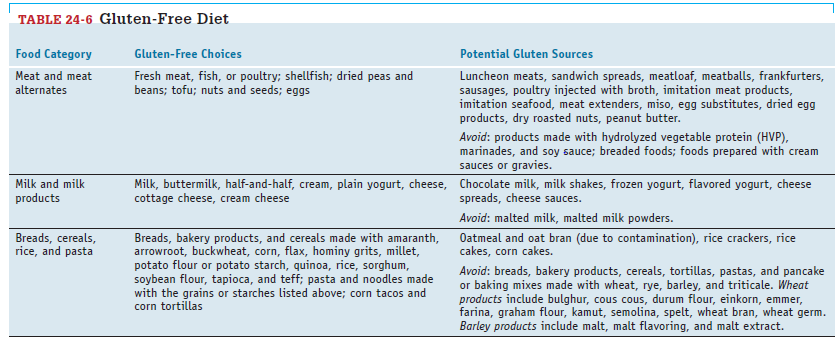 TABLE 24-6 Gluten-Free Diet
Food Category
Gluten-Free Choices
Potential Gluten Sources
Meat and meat
alternates
Fresh meat, fish, or poultry; shellfish; dried peas and
beans; tofu; nuts and seeds; eggs
Luncheon meats, sandwich spreads, meatloaf, meatballs, frankfurters,
sausages, poultry injected with broth, imitation meat products,
imitation seafood, meat extenders, miso, egg substitutes, dried egg
products, dry roasted nuts, peanut butter.
Avoid: products made with hydrolyzed vegetable protein (HVP),
marinades, and soy sauce; breaded foods; foods prepared with cream
sauces or gravies.
Milk and milk
products
Milk, buttermilk, half-and-half, cream, plain yogurt, cheese,
cottage cheese, cream cheese
Chocolate milk, milk shakes, frozen yogurt, flavored yogurt, cheese
spreads, cheese sauces.
Avoid: malted milk, malted milk powders.
Breads, cereals,
rice, and pasta
Breads, bakery products, and cereals made with amaranth,
arrowroot, buckwheat, corn, flax, hominy grits, millet,
potato flour or potato starch, quinoa, rice, sorghum,
soybean flour, tapioca, and teff; pasta and noodles made
with the grains or starches listed above; corn tacos and
corn tortillas
Oatmeal and oat bran (due to contamination), rice crackers, rice
cakes, corn cakes.
Avoid: breads, bakery products, cereals, tortillas, pastas, and pancake
or baking mixes made with wheat, rye, barley, and triticale. Wheat
products include bulghur, cous cous, durum flour, einkorn, emmer,
farina, graham flour, kamut, semolina, spelt, wheat bran, wheat germ.
Barley products include malt, malt flavoring, and malt extract.